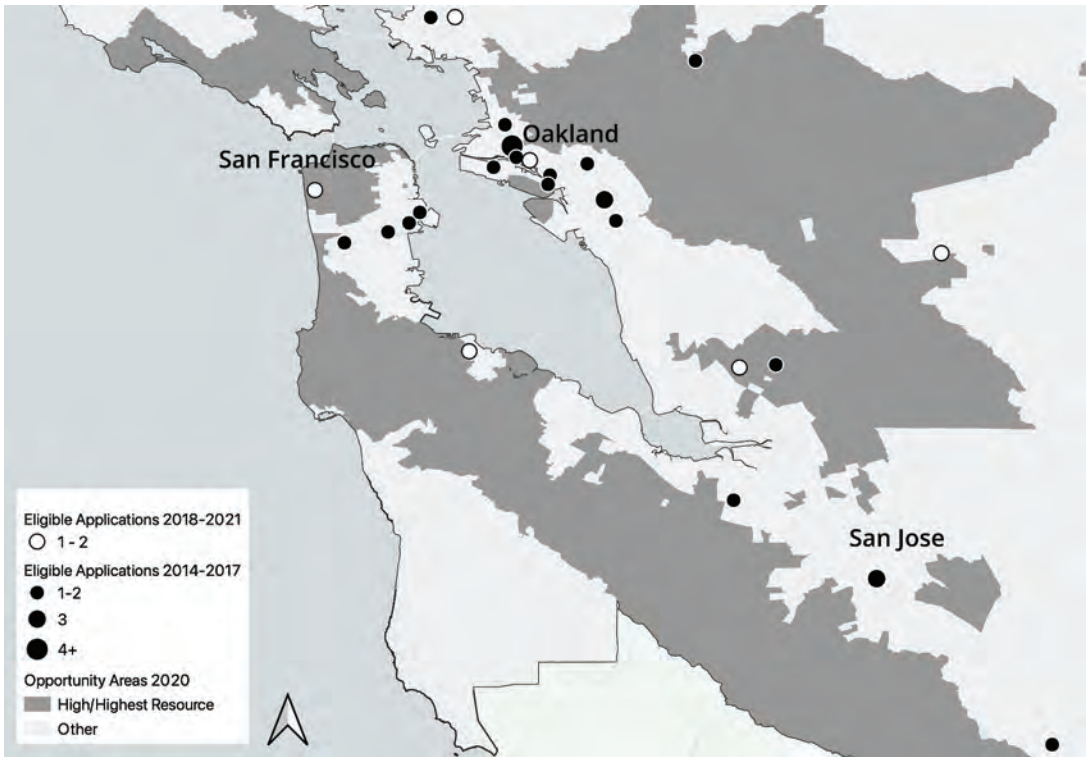 Oakland
San Francisco
San Jose
Eligible Applications 2018–2021
1 - 2
Eligible Applications 2014-2017
1-2
3
4+
Opportunity Areas 2020
High/Highest Resource
Other